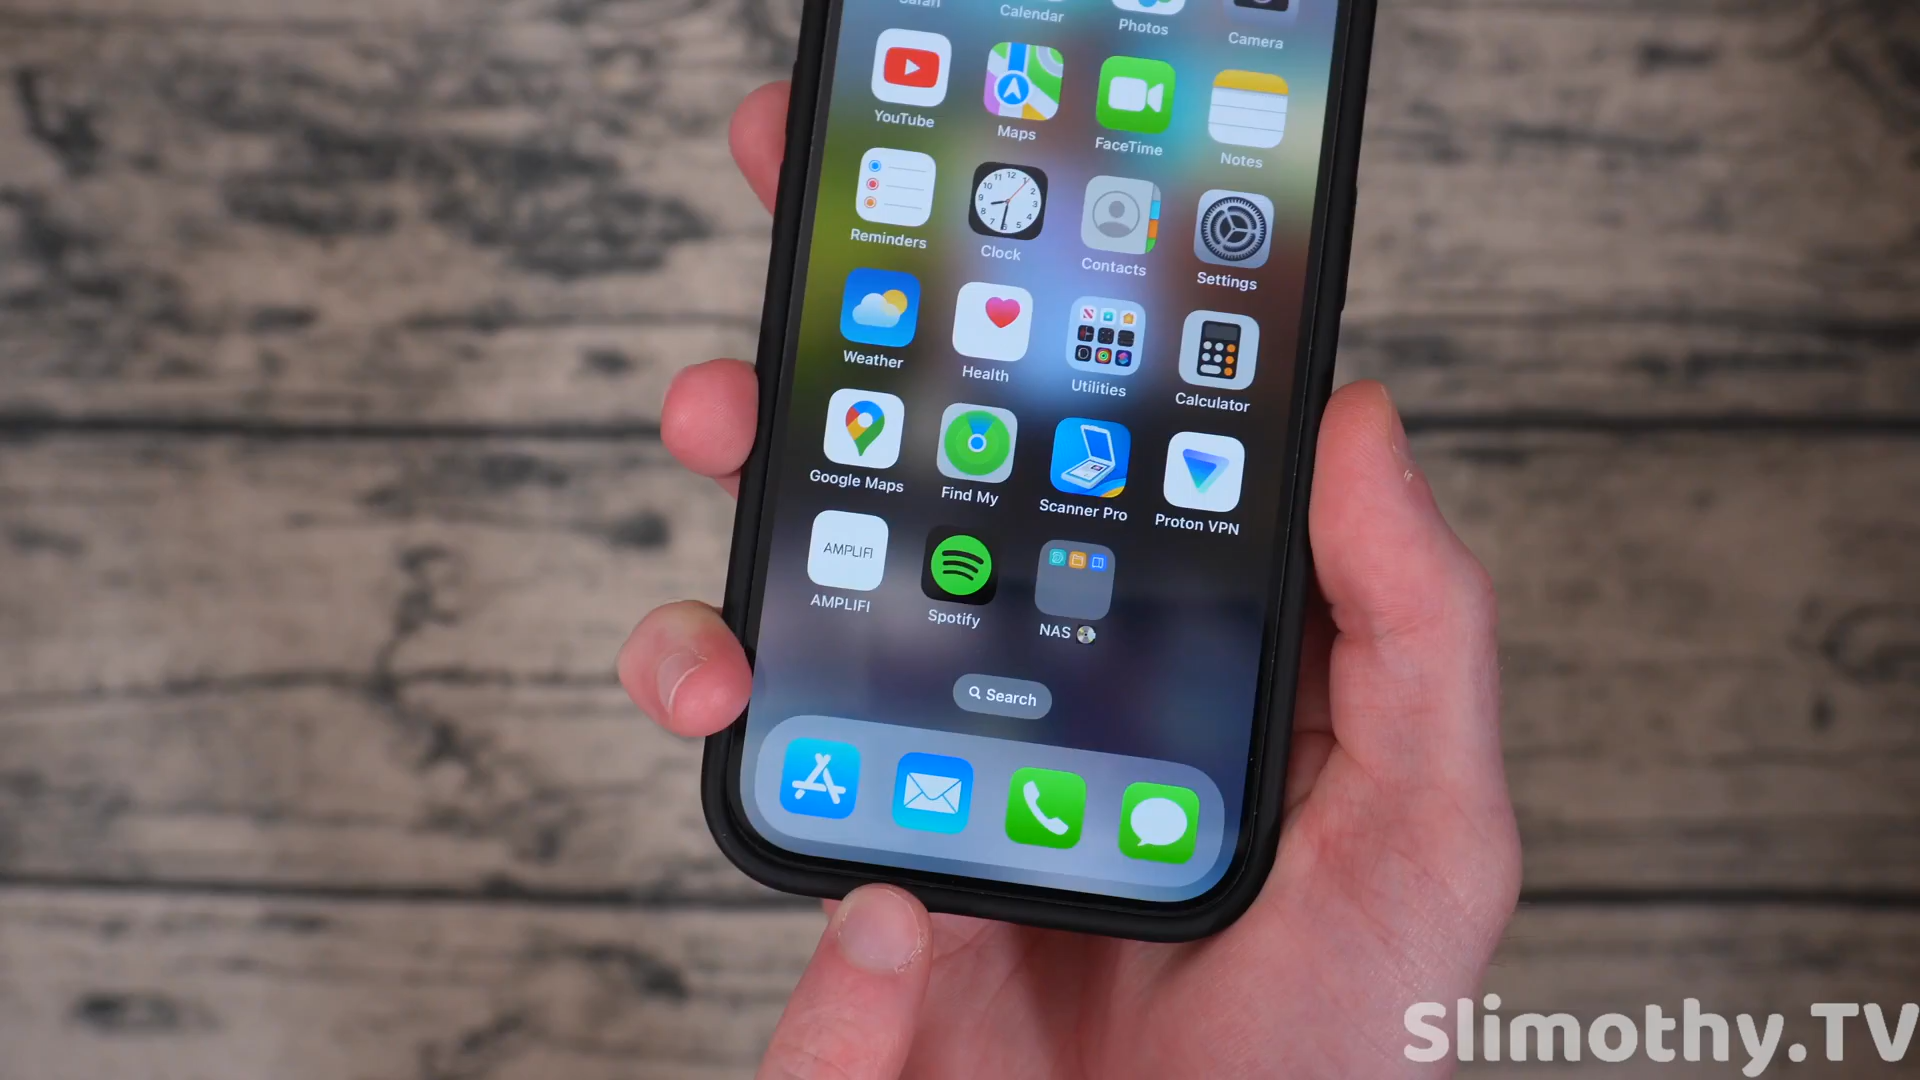 Safari
Calendar
Photos
Camera
YouTube
Maps
FaceTime
Notes
Reminders
Clock
Contacts
Settings
Weather
Health
Utilities
Calculator
Google Maps
Find My
Scanner Pro
Proton VPN
AMPLIFI
AMPLIFI
Spotify
NAS 💿
Search
Slimothy.TV